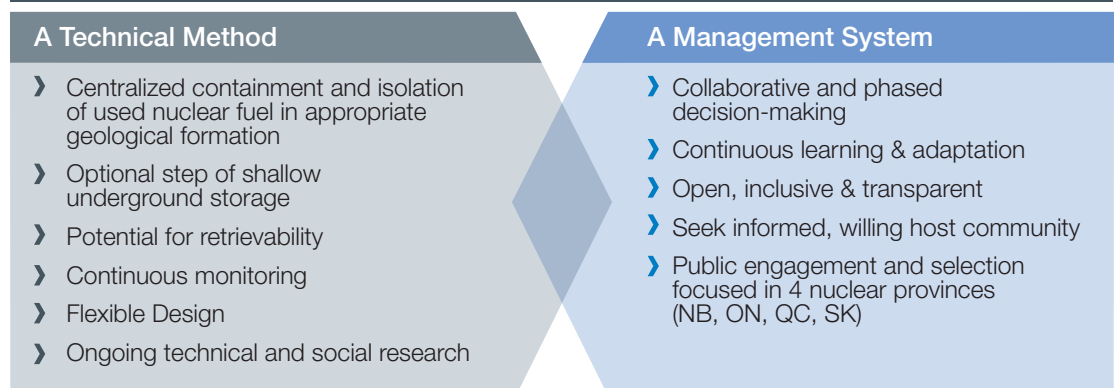 A Technical Method
Centralized containment and isolation
of used nuclear fuel in appropriate
geological formation
Optional step of shallow
underground storage
Potential for retrievability
Continuous monitoring
Flexible Design
Ongoing technical and social research
A Management System
Collaborative and phased
decision-making
Continuous learning & adaptation
Open, inclusive & transparent
Seek informed, willing host community
Public engagement and selection
focused in 4 nuclear provinces
(NB, ON, QC, SK)